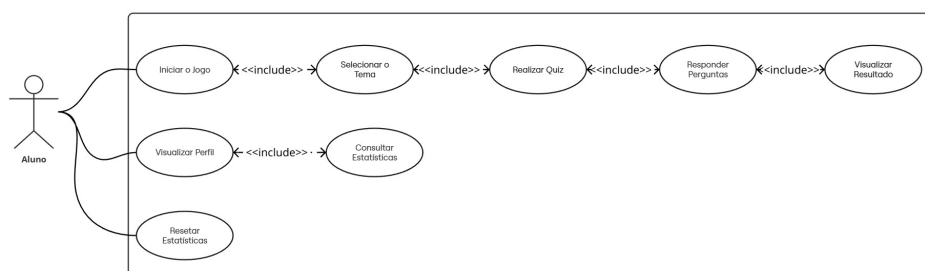 Iniciar o Jogo
<<include>>
Selecionar o
Tema
<<include>>
Realizar Quiz
<<include>>
Responder
Perguntas
<<include>>
Visualizar
Resultado
Aluno
Visualizar Perfil
<<include>>
Consultar
Estatísticas
Resetar
Estatísticas